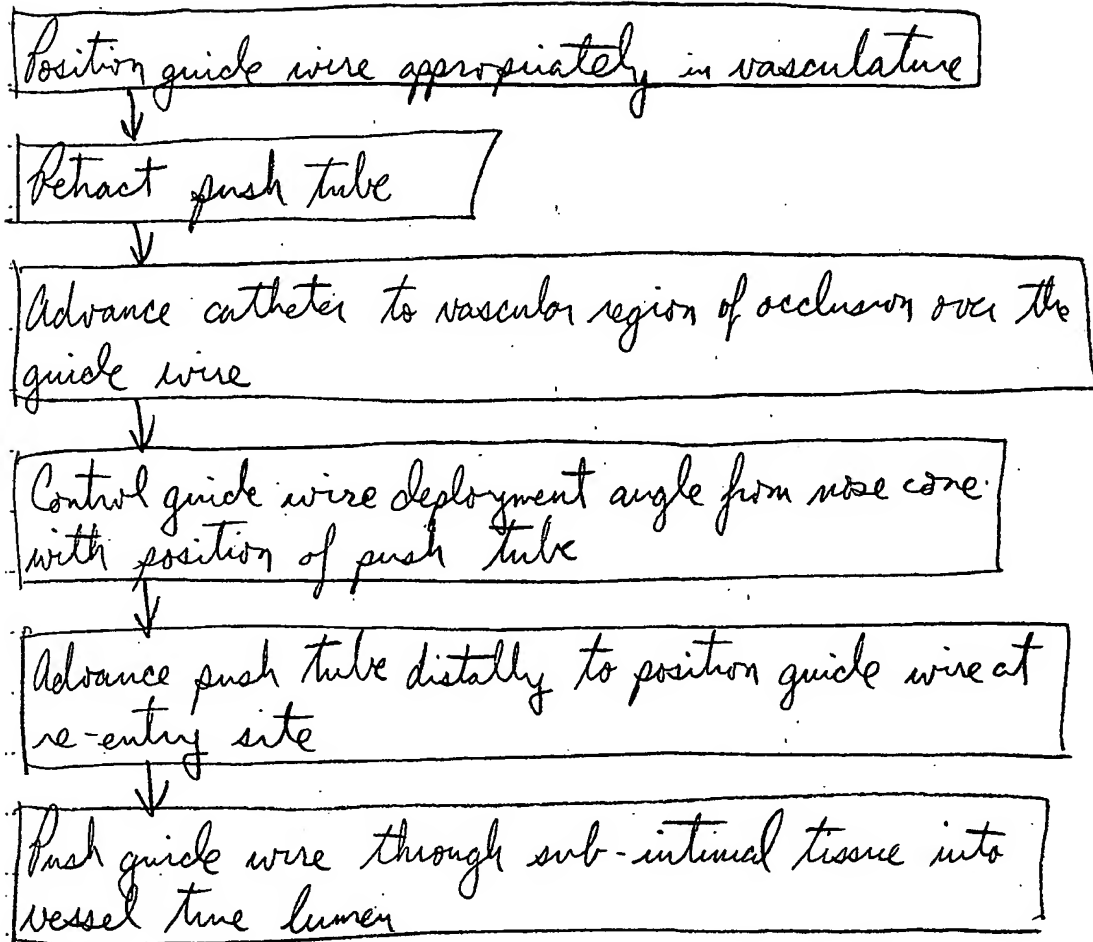 Position guide wire appropriately in vasculature
Retract push tube
Advance catheter to vascular region of occlusion over the
guide wire
Control guide wire deployment angle from nose cone
with position of push tube
Advance push tube distally to position guide wire at
re-entry site
Push guide wire through sub-intimal tissue into
vessel true lumen